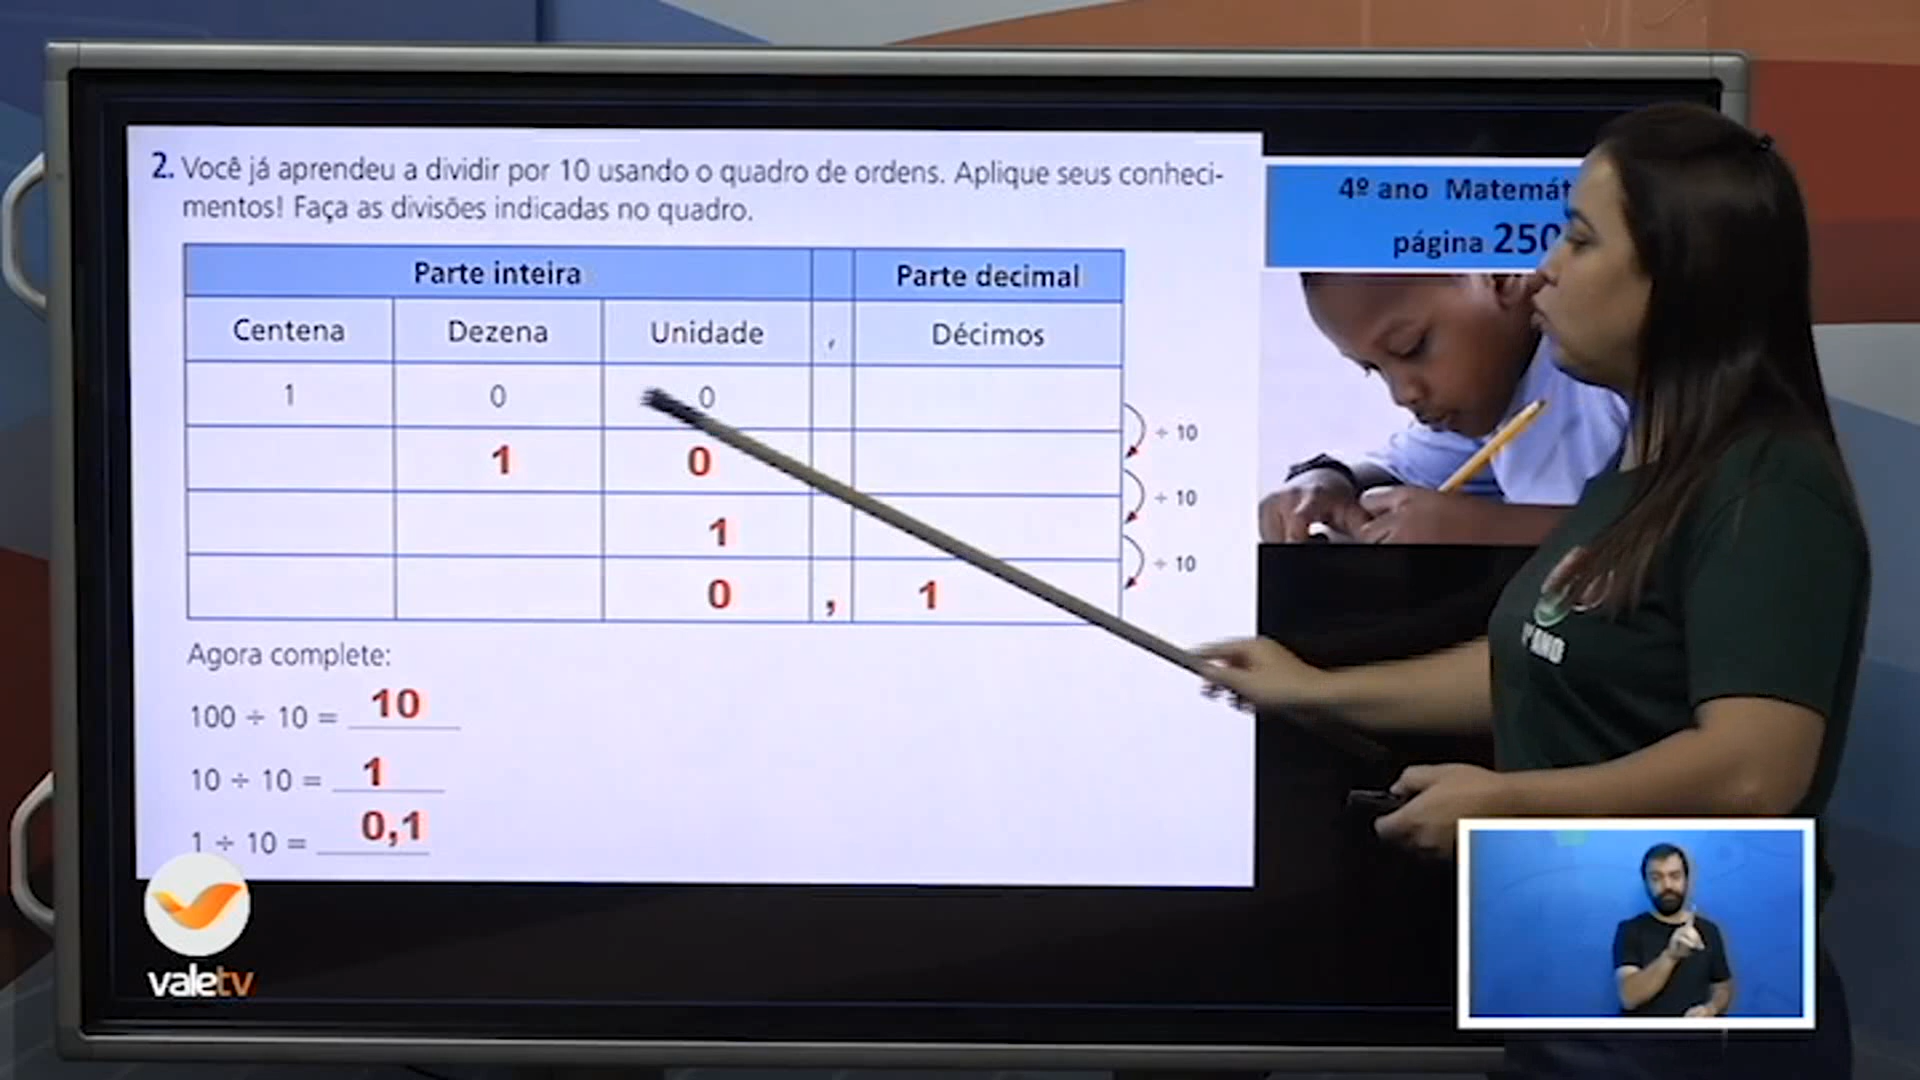 2. Você já aprendeu a dividir por 10 usando o quadro de ordens. Aplique seus conheci-
mentos! Faça as divisões indicadas no quadro.
Parte inteira Parte decimal
Centena Dezena Unidade , Décimos
1 0 0
÷ 10
1 0
÷ 10
1
÷ 10
0 , 1
Agora complete:
100 ÷ 10 = 10
10 ÷ 10 = 1
1 ÷ 10 = 0,1
4º ano
página 250
ANO
valetv